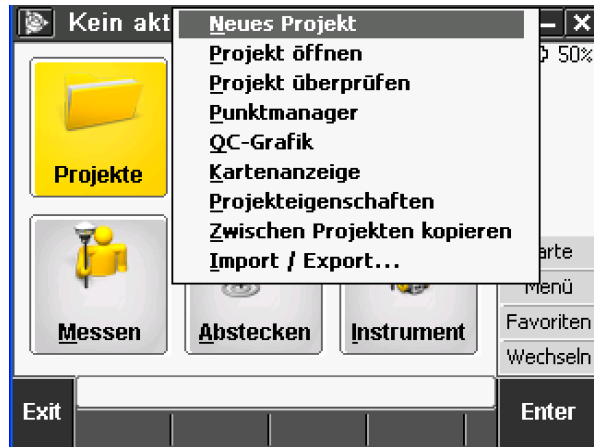 Kein akt
50%
Neues Projekt
Projekt öffnen
Projekt überprüfen
Punktmanager
QC-Grafik
Kartenanzeige
Projekteigenschaften
Zwischen Projekten kopieren
Import / Export...
Projekte
Messen
Abstecken
Instrument
arte
Menü
Favoriten
Wechseln
Exit
Enter